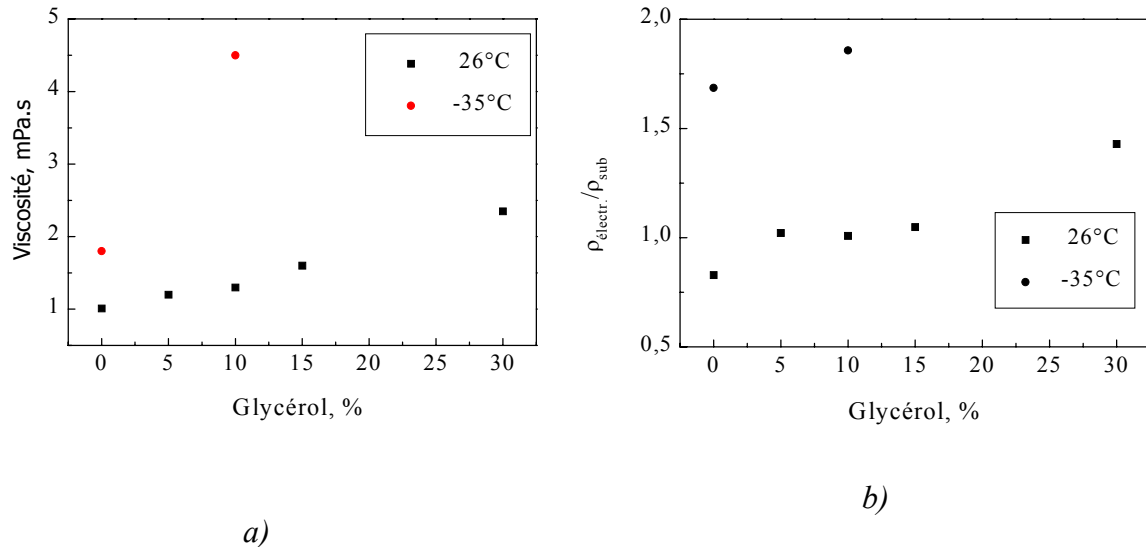 5
4
3
2
1
Viscosité, mPa.s
26°C
-35°C
0 5 10 15 20 25 30
Glycérol, %
a)
2,0
1,5
1,0
0,5
ρélectr./ρsub
26°C
-35°C
0 5 10 15 20 25 30
Glycérol, %
b)